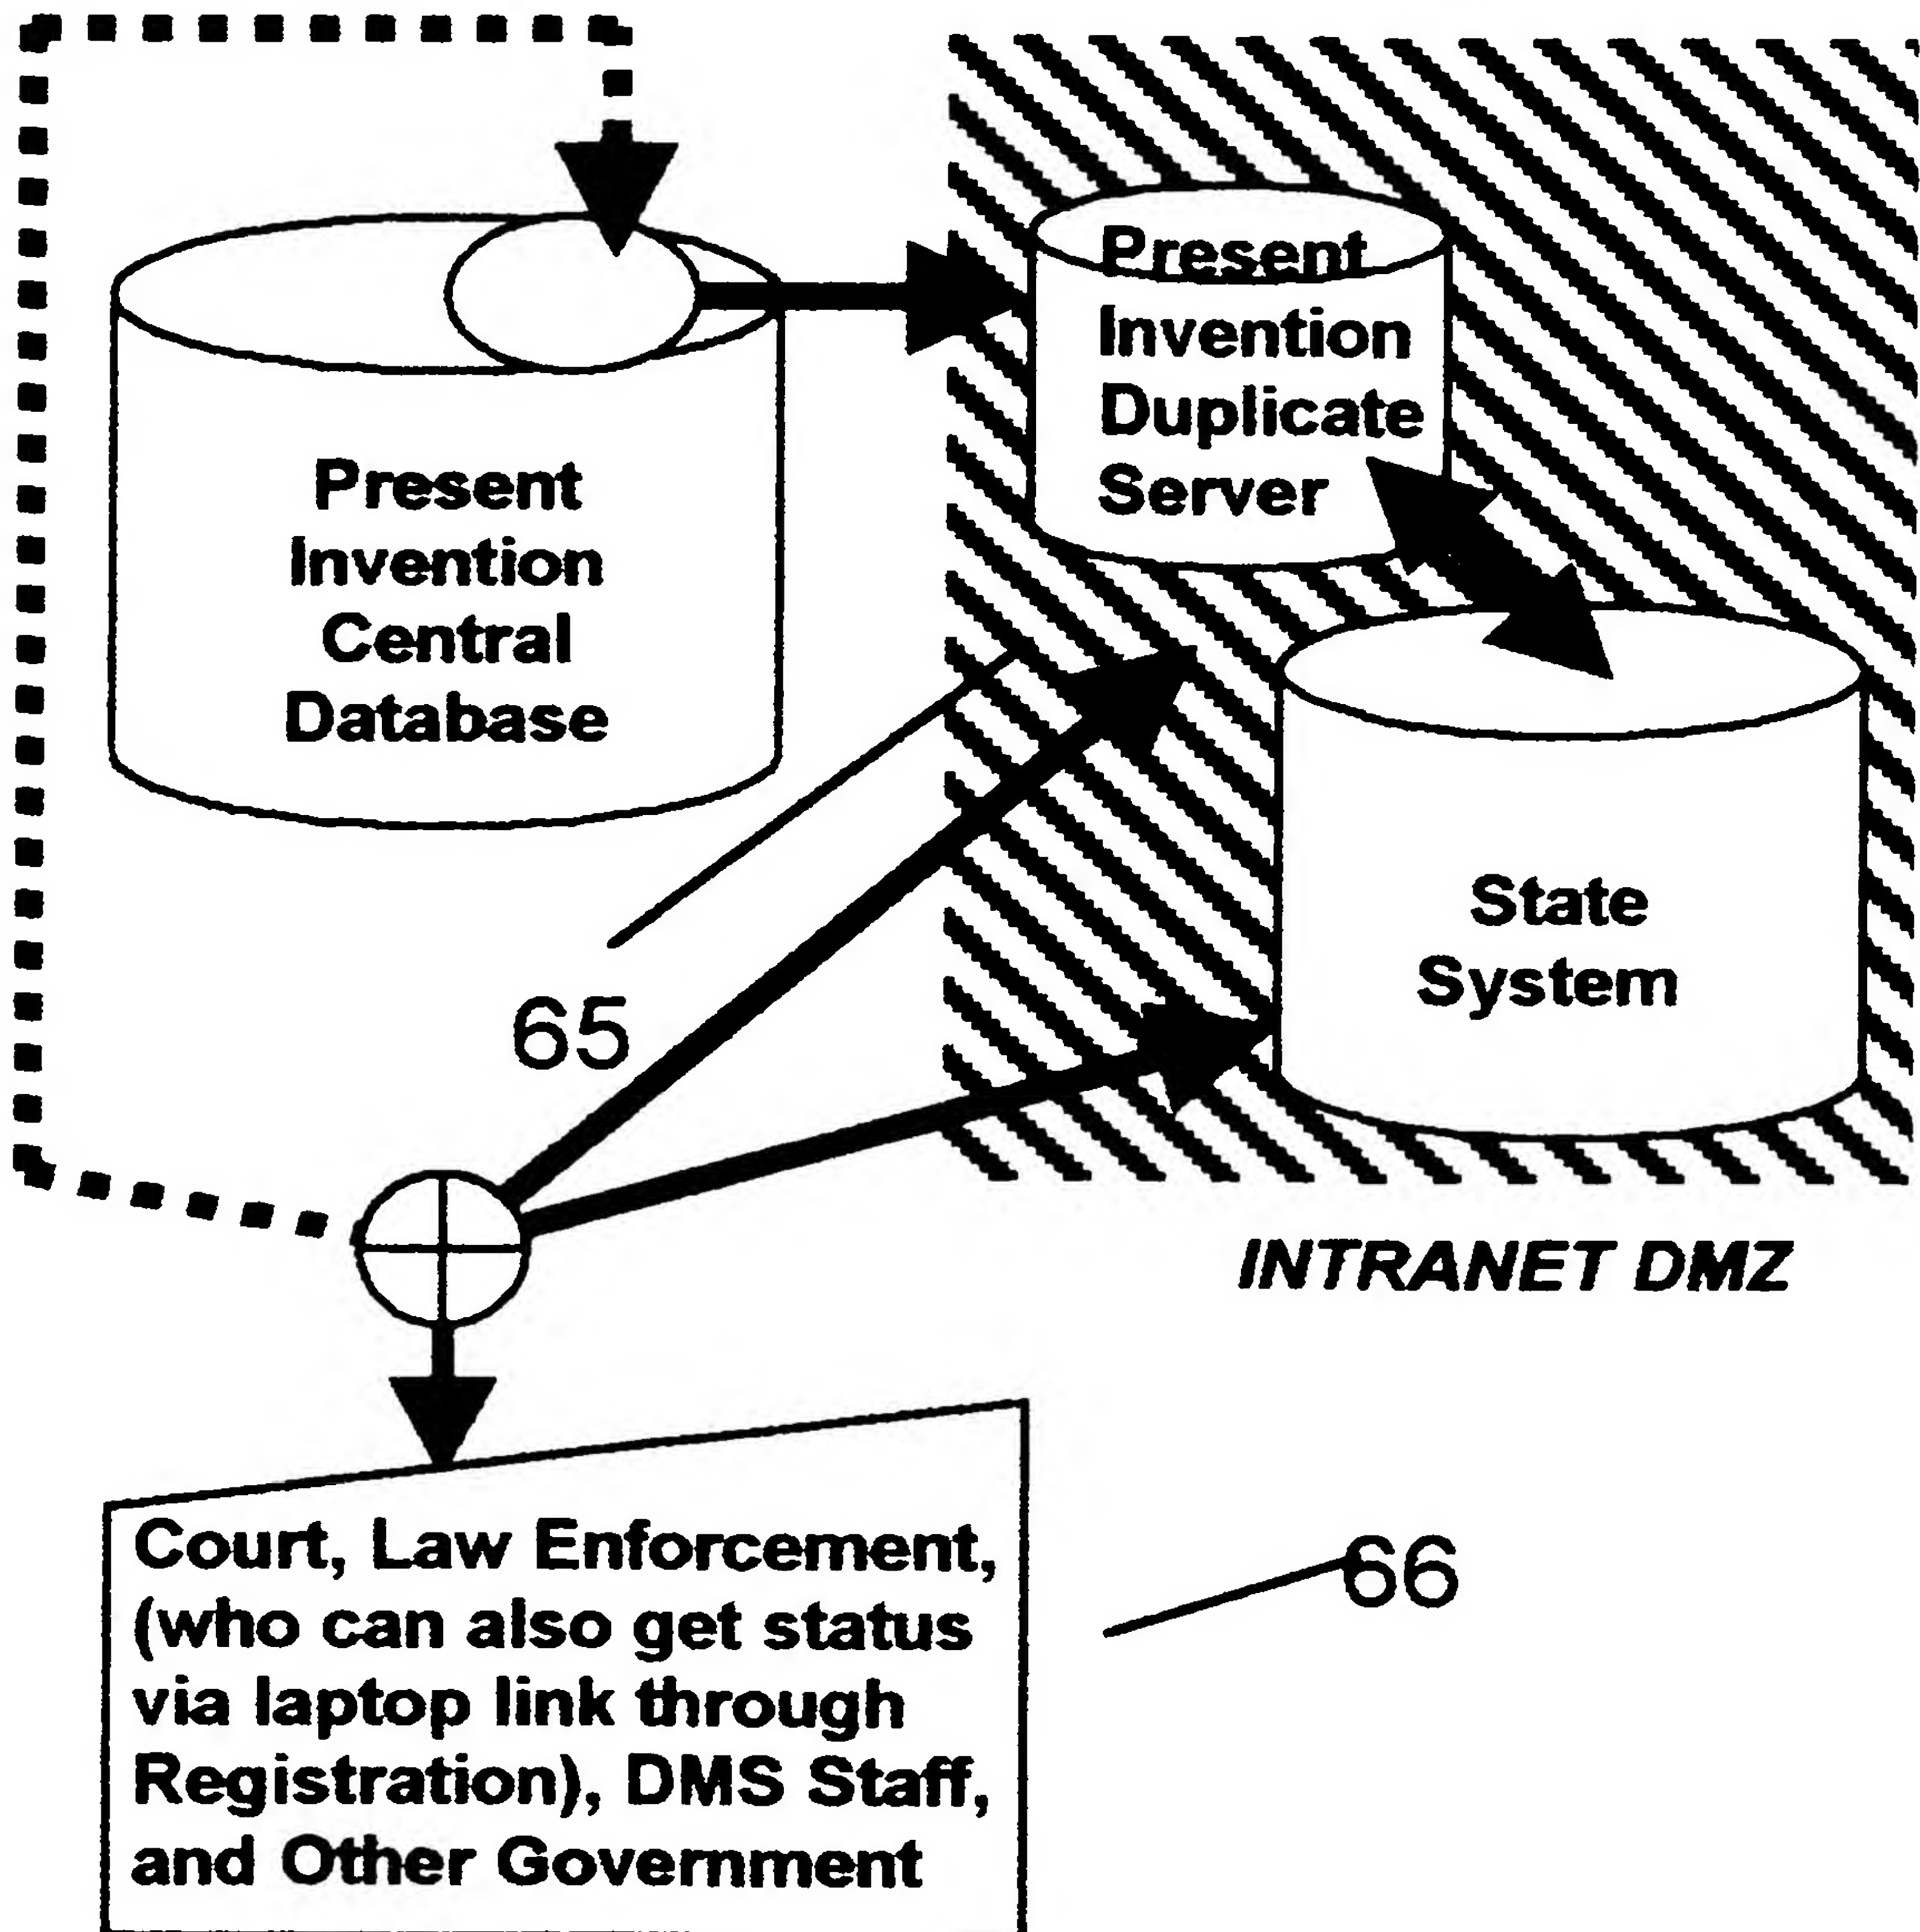 Present
Invention
Duplicate
Server
Present
Invention
Central
Database
State
System
65
INTRANET DMZ
Court, Law Enforcement,
(who can also get status
via laptop link through
Registration), DMS Staff,
and Other Government
66